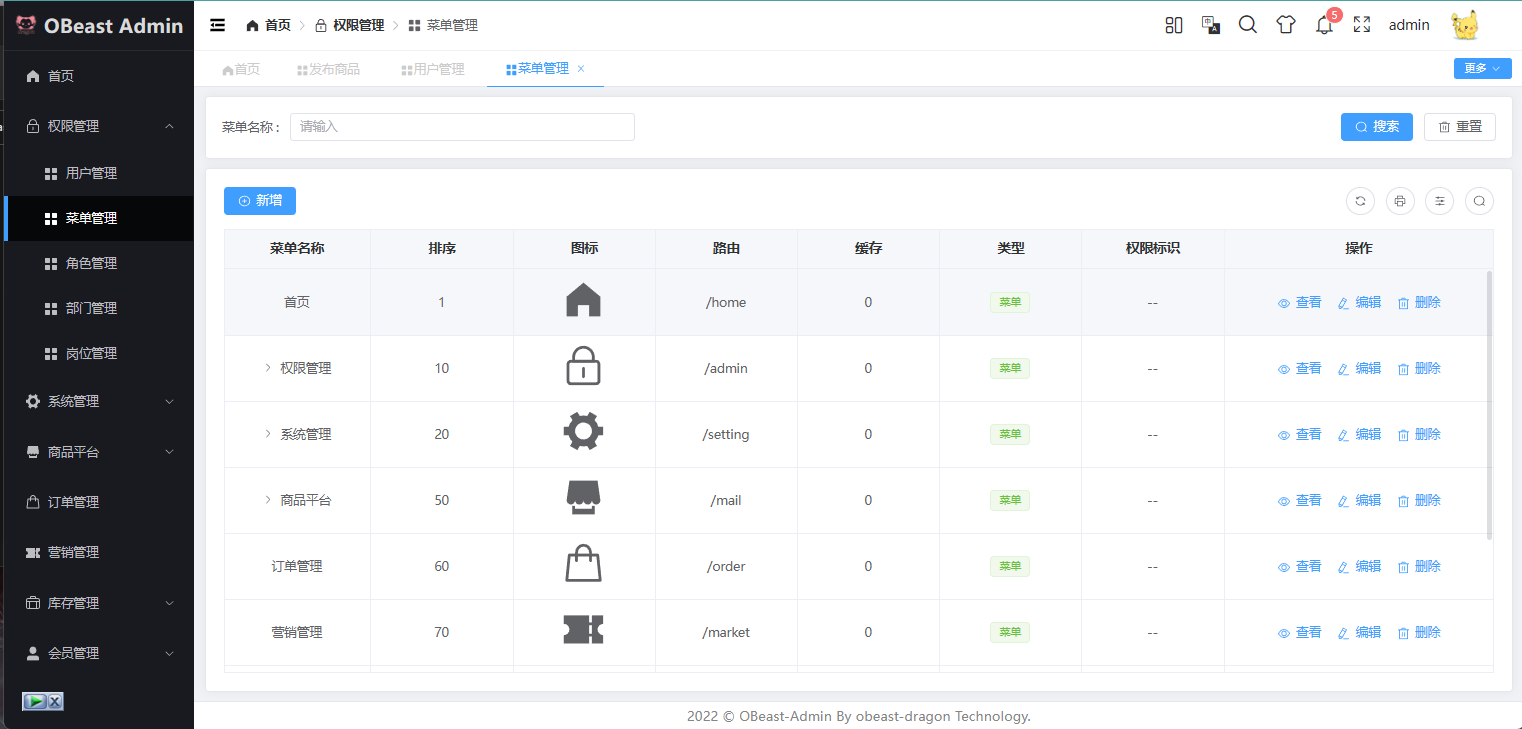 OBeast Admin
首页
权限管理
用户管理
菜单管理
角色管理
部门管理
岗位管理
系统管理
商品平台
订单管理
营销管理
库存管理
会员管理
首页 权限管理 菜单管理
5 admin
首页 发布商品 用户管理 菜单管理 ×
更多
菜单名称： 请输入 搜索 重置
新增
菜单名称 排序 图标 路由 缓存 类型 权限标识 操作
首页 1 /home 0 菜单 -- 查看 编辑 删除
权限管理 10 /admin 0 菜单 -- 查看 编辑 删除
系统管理 20 /setting 0 菜单 -- 查看 编辑 删除
商品平台 50 /mail 0 菜单 -- 查看 编辑 删除
订单管理 60 /order 0 菜单 -- 查看 编辑 删除
营销管理 70 /market 0 菜单 -- 查看 编辑 删除
2022 © OBeast-Admin By obeast-dragon Technology.